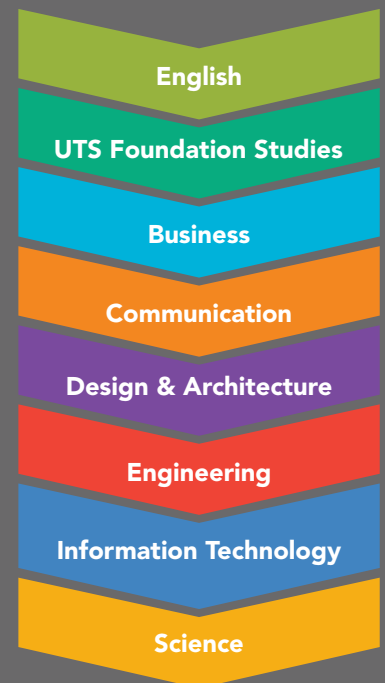 English
UTS Foundation Studies
Business
Communication
Design & Architecture
Engineering
Information Technology
Science